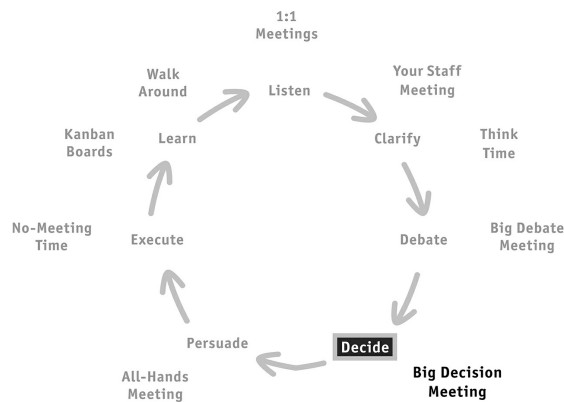 1:1
Meetings
Walk
Around
Listen
Your Staff
Meeting
Kanban
Boards
Learn
Clarify
Think
Time
No-Meeting
Time
Execute
Debate
Big Debate
Meeting
Persuade
Decide
All-Hands
Meeting
Big Decision
Meeting